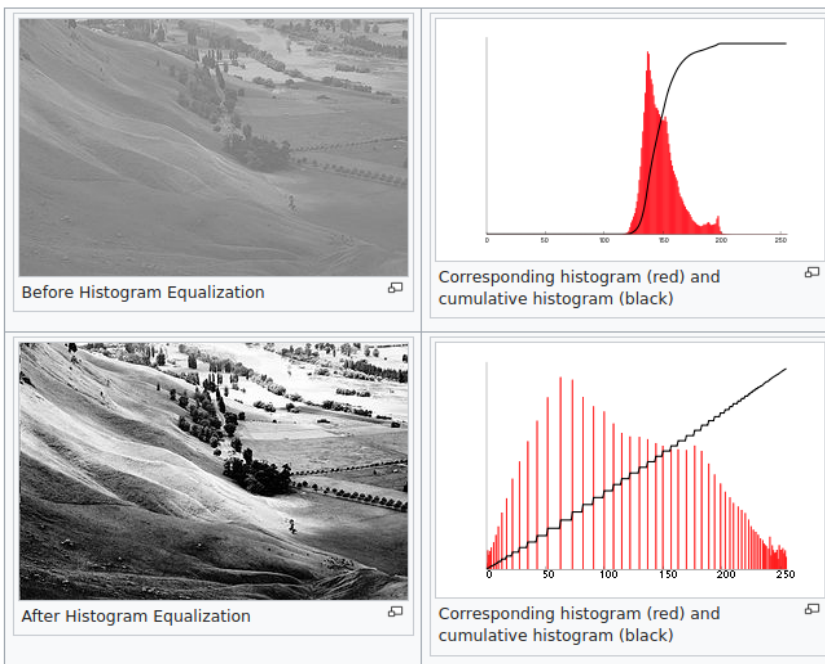 0 50 100 150 200 250
Before Histogram Equalization
Corresponding histogram (red) and
cumulative histogram (black)
0 50 100 150 200 250
After Histogram Equalization
Corresponding histogram (red) and
cumulative histogram (black)